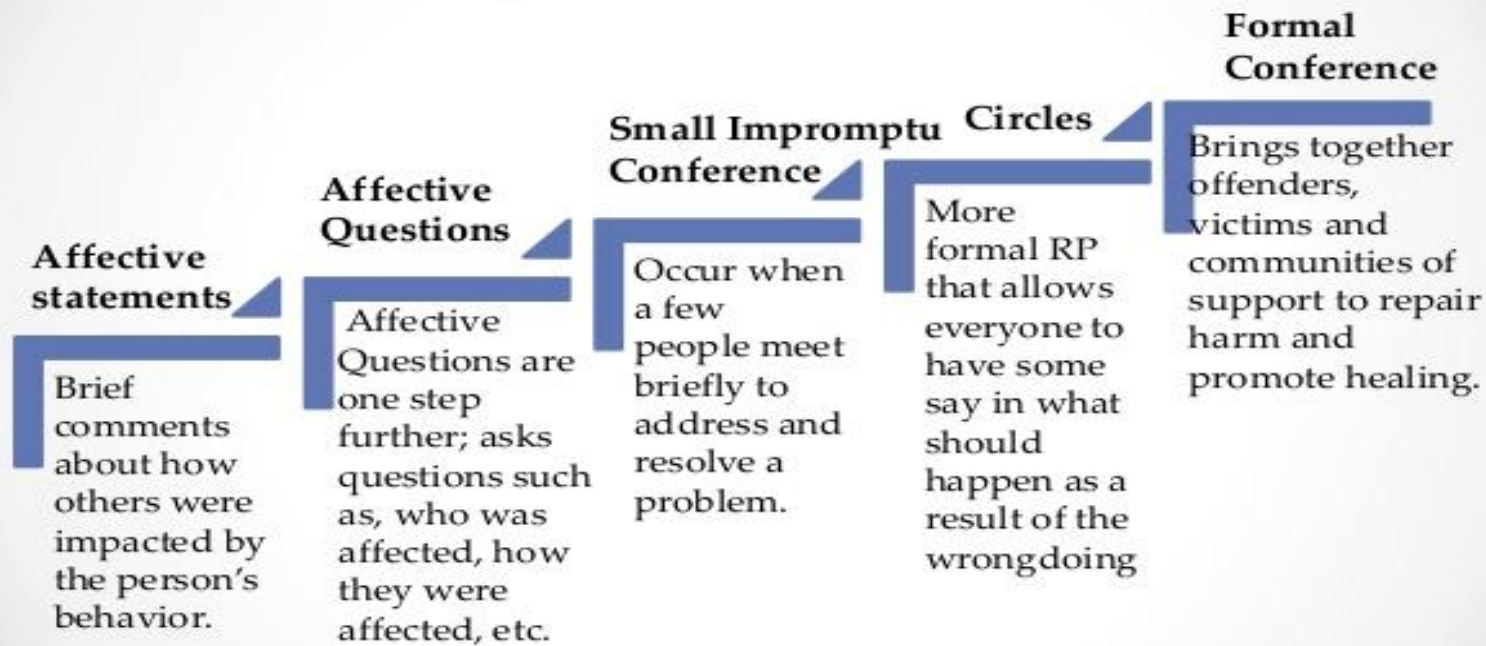 Affective
statements
Brief
comments
about how
others were
impacted by
the person's
behavior.
Affective
Questions
Affective
Questions are
one step
further; asks
questions such
as, who was
affected, how
they were
affected, etc.
Small Impromptu
Conference
Occur when
a few
people meet
briefly to
address and
resolve a
problem.
Circles
More
formal RP
that allows
everyone to
have some
say in what
should
happen as a
result of the
wrongdoing
Formal
Conference
Brings together
offenders,
victims and
communities of
support to repair
harm and
promote healing.